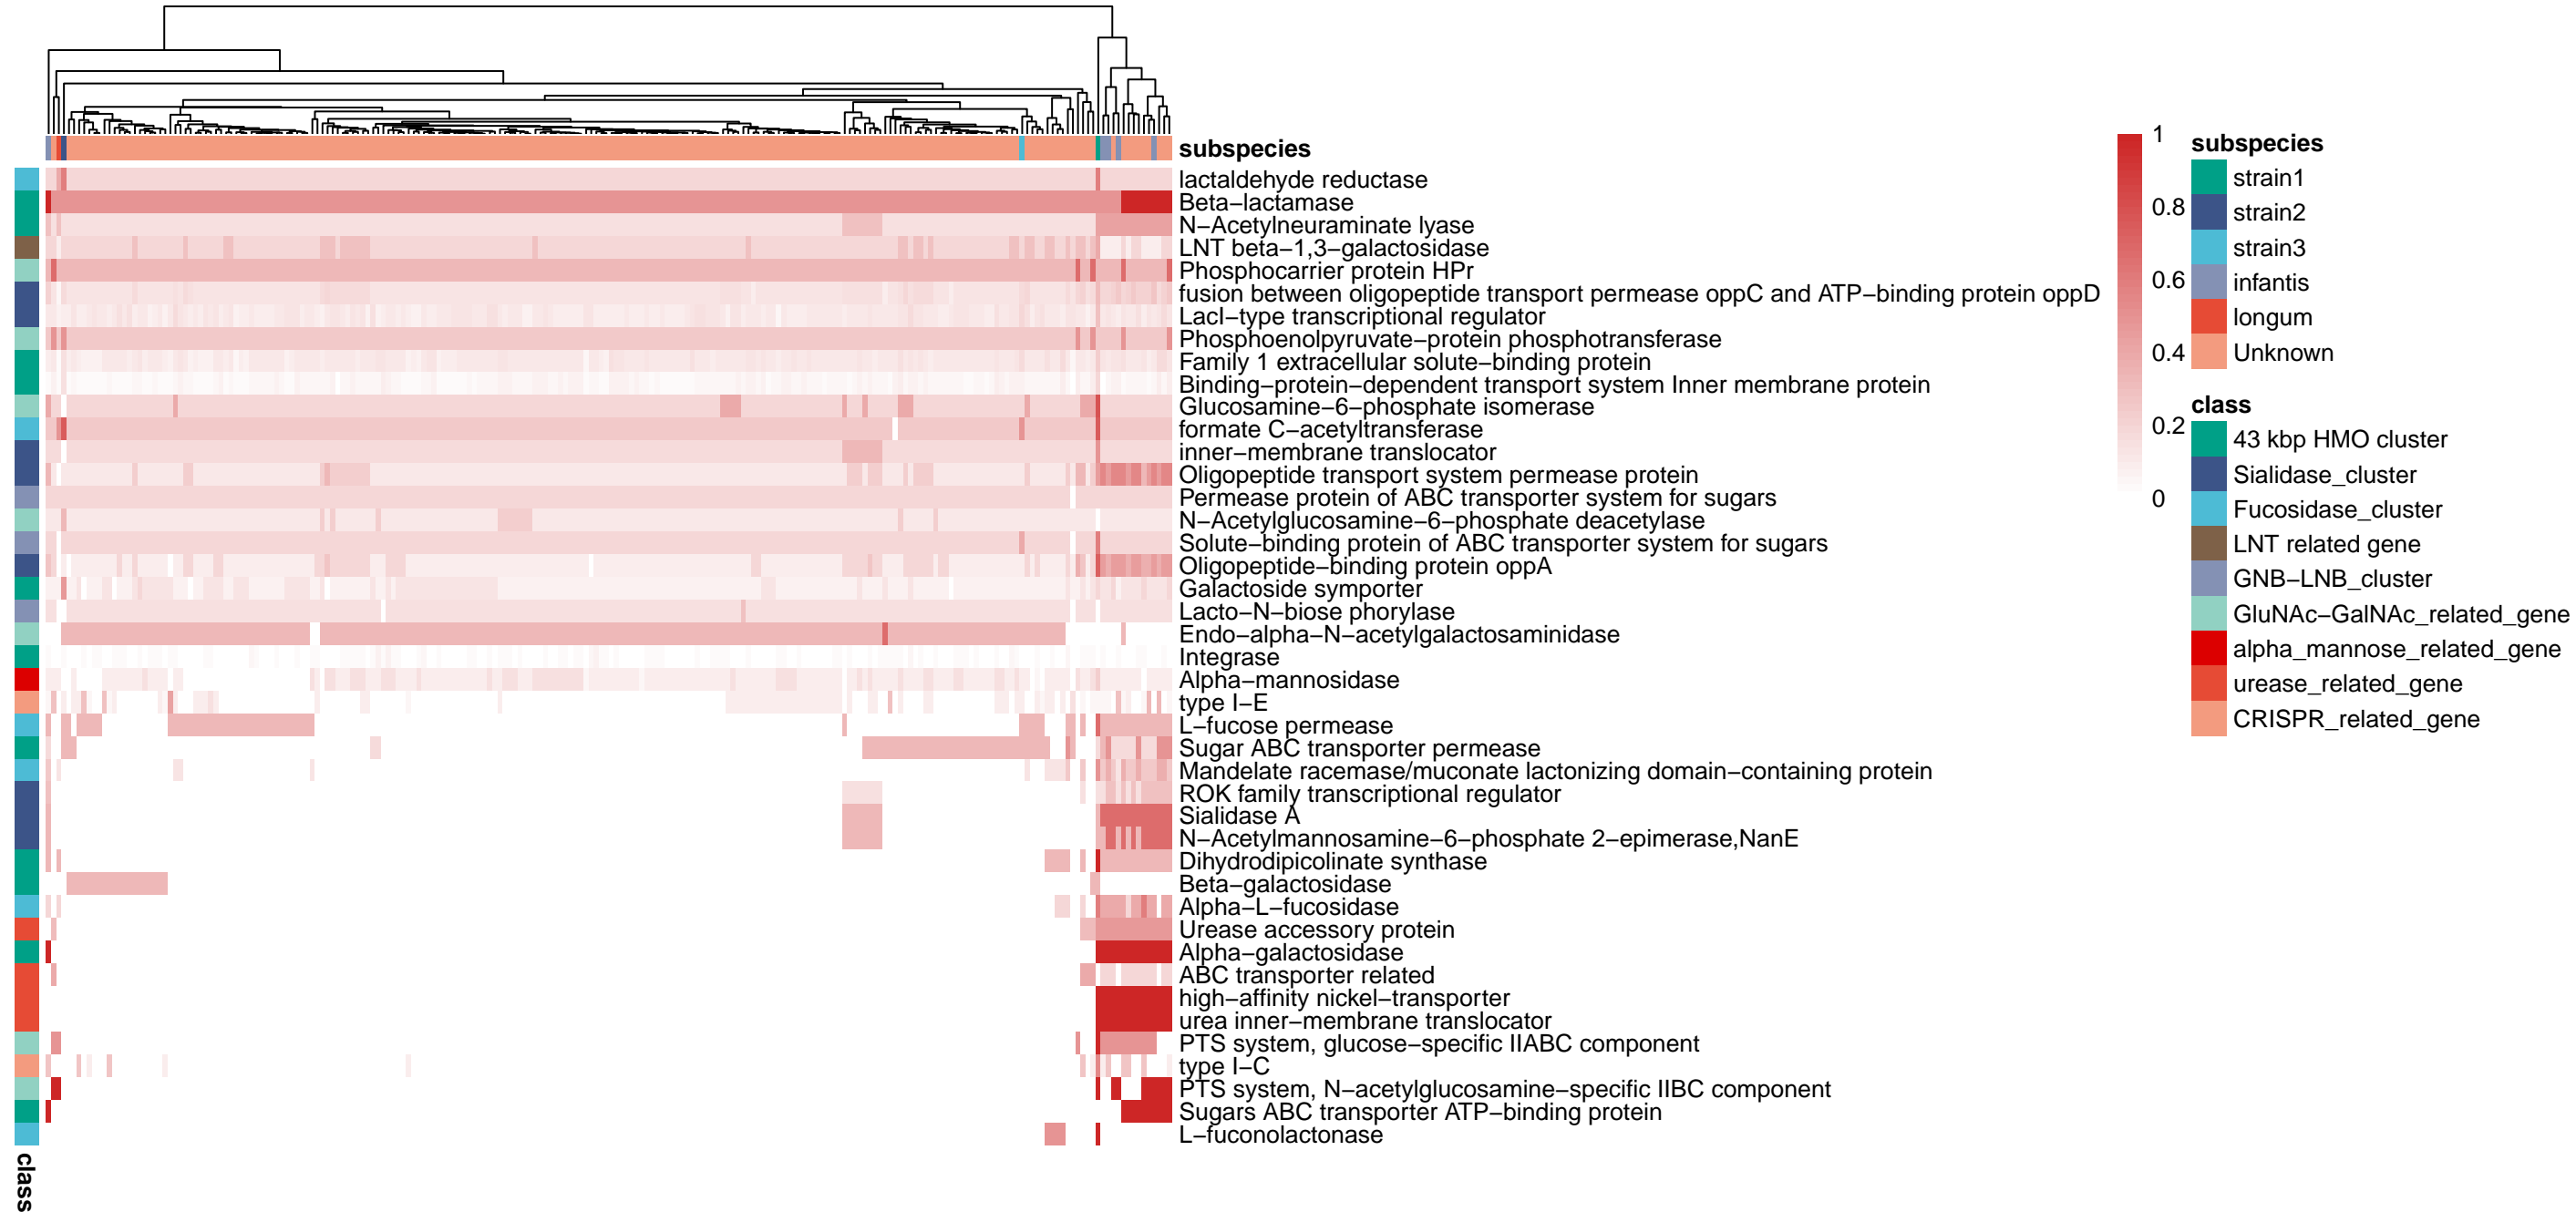 subspecies
lactaldehyde reductase
Beta−lactamase
N−Acetylneuraminate lyase
LNT beta−1,3−galactosidase
Phosphocarrier protein HPr
fusion between oligopeptide transport permease oppC and ATP−binding protein oppD
LacI−type transcriptional regulator
Phosphoenolpyruvate−protein phosphotransferase
Family 1 extracellular solute−binding protein
Binding−protein−dependent transport system Inner membrane protein
Glucosamine−6−phosphate isomerase
formate C−acetyltransferase
inner−membrane translocator
Oligopeptide transport system permease protein
Permease protein of ABC transporter system for sugars
N−Acetylglucosamine−6−phosphate deacetylase
Solute−binding protein of ABC transporter system for sugars
Oligopeptide−binding protein oppA
Galactoside symporter
Lacto−N−biose phorylase
Endo−alpha−N−acetylgalactosaminidase
Integrase
Alpha−mannosidase
type I−E
L−fucose permease
Sugar ABC transporter permease
Mandelate racemase/muconate lactonizing domain−containing protein
ROK family transcriptional regulator
Sialidase A
N−Acetylmannosamine−6−phosphate 2−epimerase,NanE
Dihydrodipicolinate synthase
Beta−galactosidase
Alpha−L−fucosidase
Urease accessory protein
Alpha−galactosidase
ABC transporter related
high−affinity nickel−transporter
urea inner−membrane translocator
PTS system, glucose−specific IIABC component
type I−C
PTS system, N−acetylglucosamine−specific IIBC component
Sugars ABC transporter ATP−binding protein
L−fuconolactonase
class
1
0.8
0.6
0.4
0.2
0
subspecies
strain1
strain2
strain3
infantis
longum
Unknown
class
43 kbp HMO cluster
Sialidase_cluster
Fucosidase_cluster
LNT related gene
GNB−LNB_cluster
GluNAc−GalNAc_related_gene
alpha_mannose_related_gene
urease_related_gene
CRISPR_related_gene